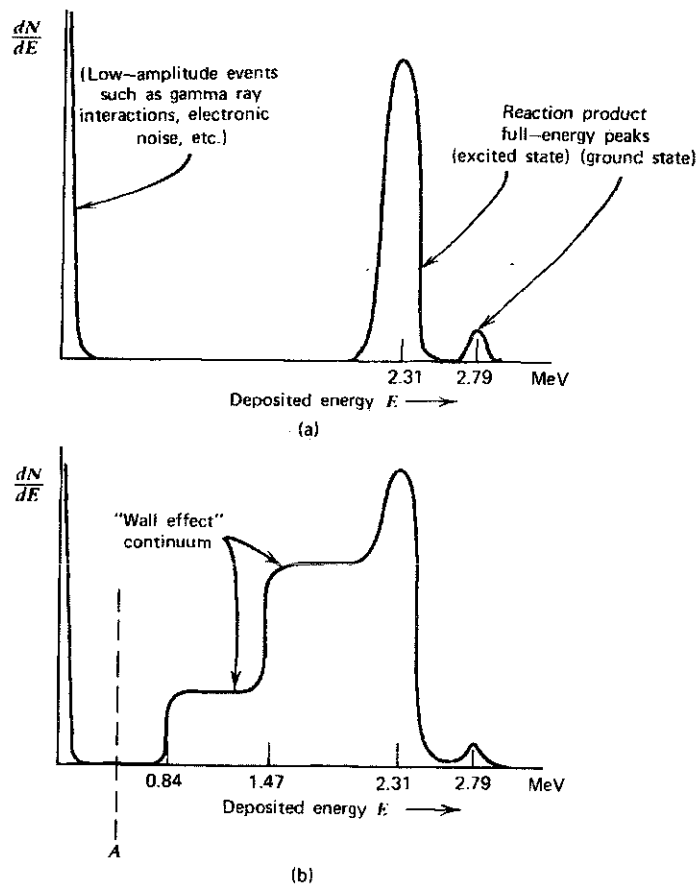 dN
dE
(Low–amplitude events
such as gamma ray
interactions, electronic
noise, etc.)
Reaction product
full–energy peaks
(excited state) (ground state)
2.31 2.79 MeV
Deposited energy E
(a)
dN
dE
"Wall effect"
continuum
0.84 1.47 2.31 2.79 MeV
Deposited energy E
A
(b)